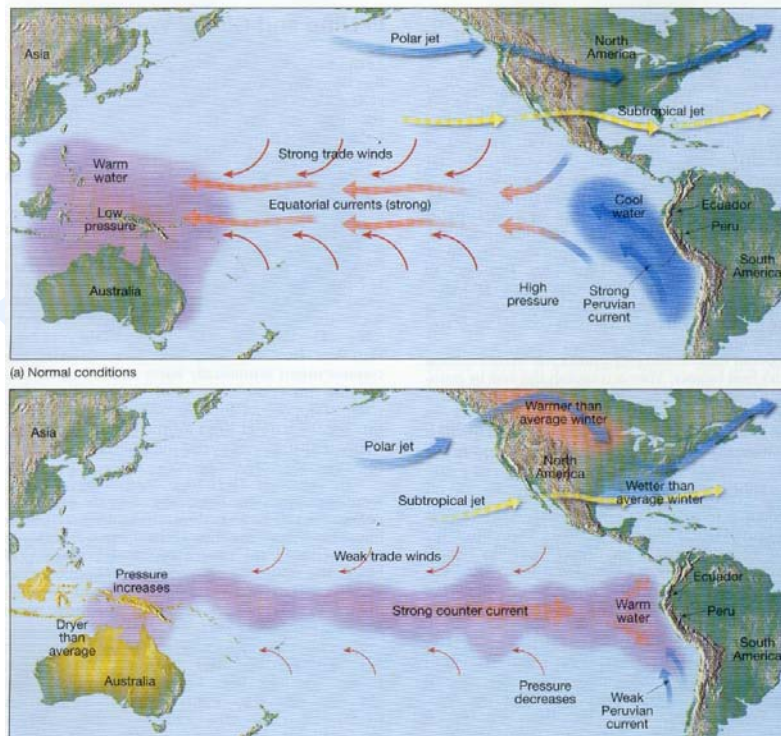 Asia
Polar jet
North
America
Subtropical jet
Warm
water
Strong trade winds
Low
pressure
Equatorial currents (strong)
Cool
water
Ecuador
Peru
South
America
Australia
High
pressure
Strong
Peruvian
current
(a) Normal conditions
Asia
Warmer than
average winter
Polar jet
North
America
Subtropical jet
Wetter than
average winter
Weak trade winds
Pressure
increases
Ecuador
Strong counter current
Warm
water
Peru
Dryer
than
average
South
America
Australia
Pressure
decreases
Weak
Peruvian
current